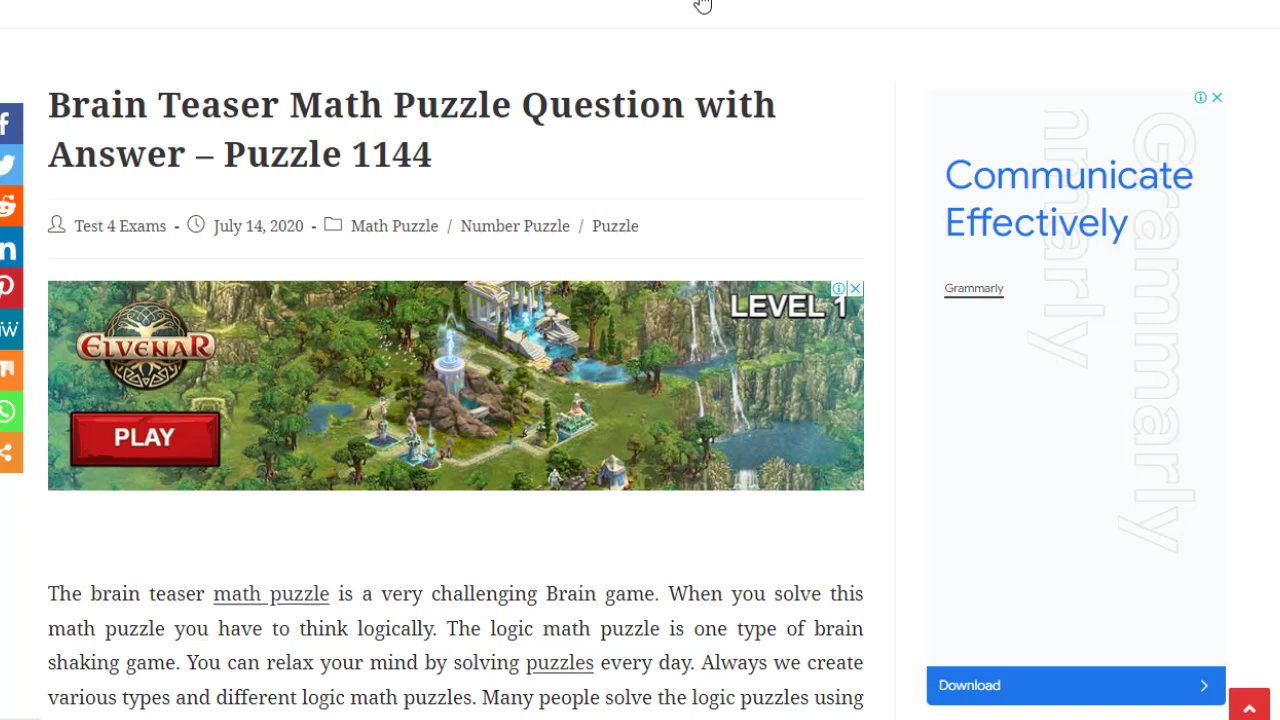 Brain Teaser Math Puzzle Question with
Answer – Puzzle 1144
Test 4 Exams - July 14, 2020 - Math Puzzle / Number Puzzle / Puzzle
ELVENAR
LEVEL 1
PLAY
The brain teaser math puzzle is a very challenging Brain game. When you solve this
math puzzle you have to think logically. The logic math puzzle is one type of brain
shaking game. You can relax your mind by solving puzzles every day. Always we create
various types and different logic math puzzles. Many people solve the logic puzzles using
Communicate
Effectively
Grammarly
Grammarly
Download